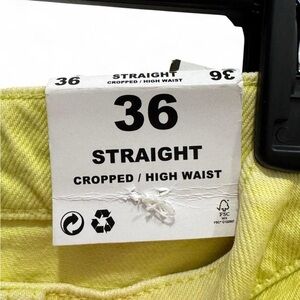 36 STRAIGHT 36
CROPPED / HIGH WAIST
36
STRAIGHT
CROPPED / HIGH WAIST
FSC